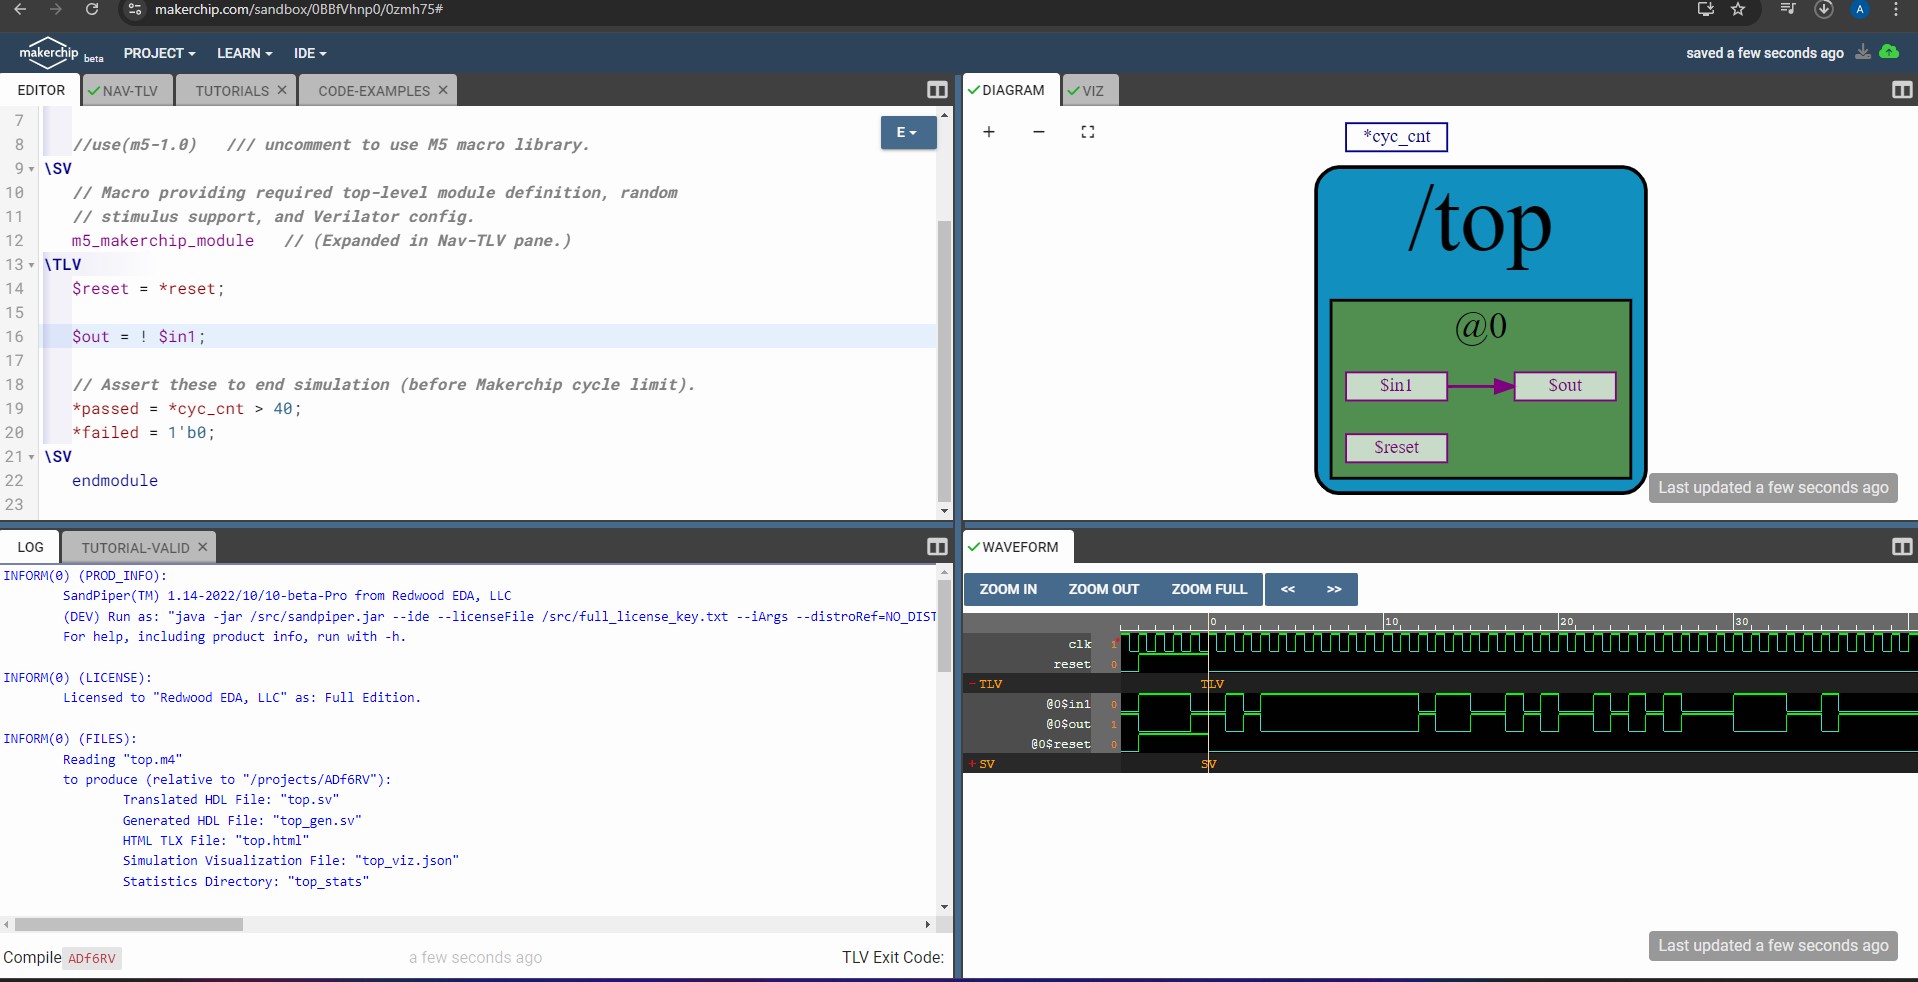 makerchip.com/sandbox/0BBfVhnp0/0zmh75#
A
makerchip beta PROJECT LEARN IDE
saved a few seconds ago
EDITOR NAV-TLV TUTORIALS CODE-EXAMPLES
E
7
8 //use(m5-1.0) /// uncomment to use M5 macro library.
9 \SV
10 // Macro providing required top-level module definition, random
11 // stimulus support, and Verilator config.
12 m5_makerchip_module // (Expanded in Nav-TLV pane.)
13 \TLV
14 $reset = *reset;
15
16 $out = ! $in1;
17
18 // Assert these to end simulation (before Makerchip cycle limit).
19 *passed = *cyc_cnt > 40;
20 *failed = 1'b0;
21 \SV
22 endmodule
23
DIAGRAM VIZ
+ −
*cyc_cnt
/top
@0
$in1 $out
$reset
Last updated a few seconds ago
LOG TUTORIAL-VALID
INFORM(0) (PROD_INFO):
SandPiper(TM) 1.14-2022/10/10-beta-Pro from Redwood EDA, LLC
(DEV) Run as: "java -jar /src/sandpiper.jar --ide --licenseFile /src/full_license_key.txt --iArgs --distroRef=NO_DIST
For help, including product info, run with -h.
INFORM(0) (LICENSE):
Licensed to "Redwood EDA, LLC" as: Full Edition.
INFORM(0) (FILES):
Reading "top.m4"
to produce (relative to "/projects/ADf6RV"):
Translated HDL File: "top.sv"
Generated HDL File: "top_gen.sv"
HTML TLX File: "top.html"
Simulation Visualization File: "top_viz.json"
Statistics Directory: "top_stats"
Compile ADf6RV a few seconds ago TLV Exit Code:
WAVEFORM
ZOOM IN ZOOM OUT ZOOM FULL << >>
0 10 20 30
clk 1
reset 0
- TLV TLV
@0$in1 0
@0$out 1
@0$reset 0
+ SV SV
Last updated a few seconds ago